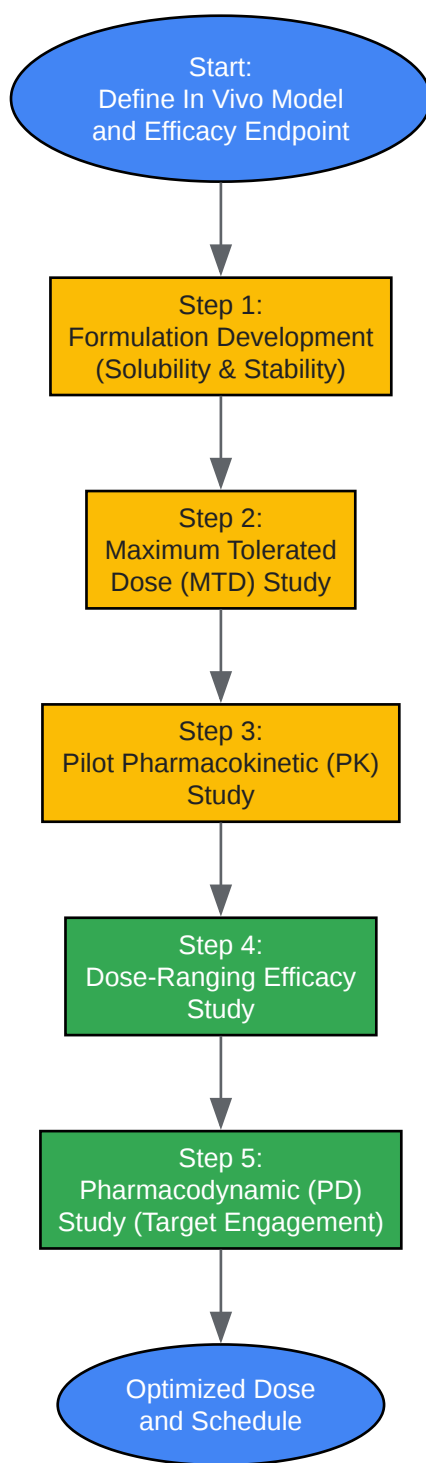 Start:
Define In Vivo Model
and Efficacy Endpoint
Step 1:
Formulation Development
(Solubility & Stability)
Step 2:
Maximum Tolerated
Dose (MTD) Study
Step 3:
Pilot Pharmacokinetic (PK)
Study
Step 4:
Dose-Ranging Efficacy
Study
Step 5:
Pharmacodynamic (PD)
Study (Target Engagement)
Optimized Dose
and Schedule